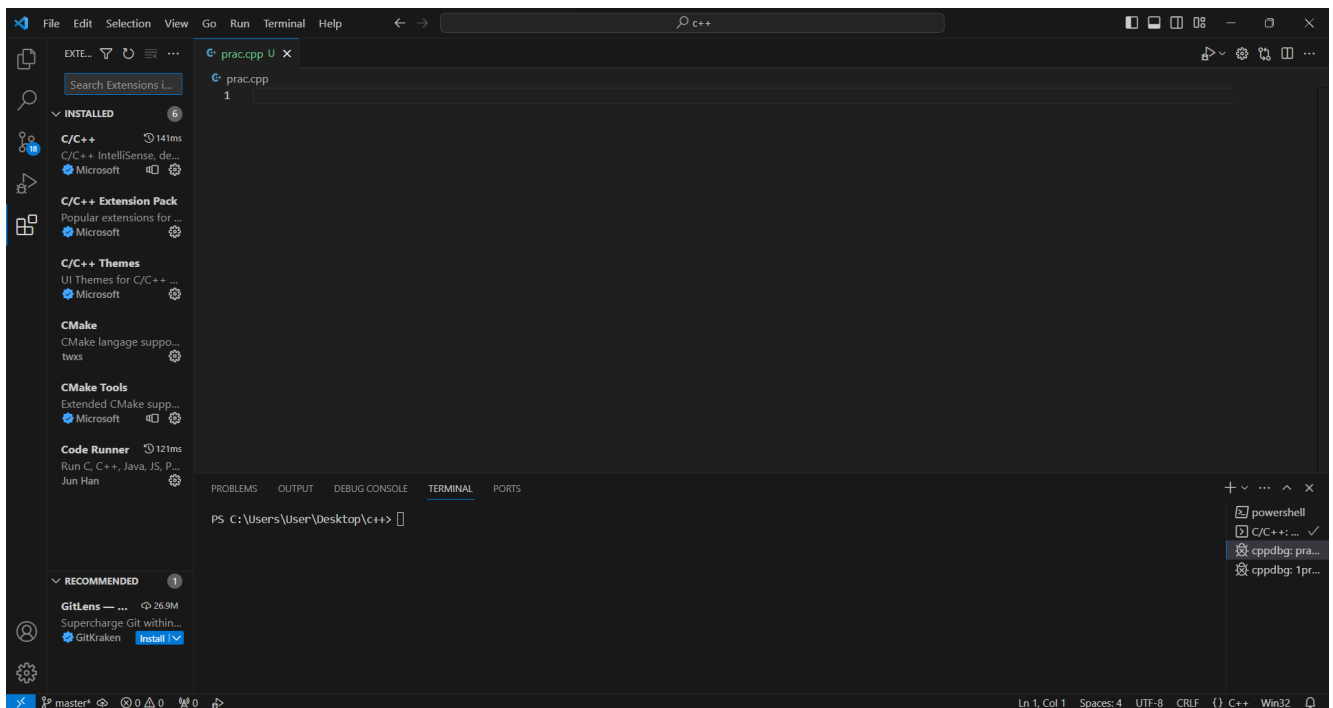 File Edit Selection View Go Run Terminal Help
c++
EXTE...
prac.cpp U
Search Extensions i...
prac.cpp
1
INSTALLED 6
C/C++ 141ms
C/C++ IntelliSense, de...
Microsoft
C/C++ Extension Pack
Popular extensions for ...
Microsoft
C/C++ Themes
UI Themes for C/C++ ...
Microsoft
CMake
CMake langage suppo...
twxs
CMake Tools
Extended CMake supp...
Microsoft
Code Runner 121ms
Run C, C++, Java, JS, P...
Jun Han
RECOMMENDED 1
GitLens — ... 26.9M
Supercharge Git within...
GitKraken Install
18
PROBLEMS OUTPUT DEBUG CONSOLE TERMINAL PORTS
PS C:\Users\User\Desktop\c++>
powershell
C/C++: ...
cppdbg: pra...
cppdbg: 1pr...
master* 0 0 0
Ln 1, Col 1 Spaces: 4 UTF-8 CRLF {} C++ Win32